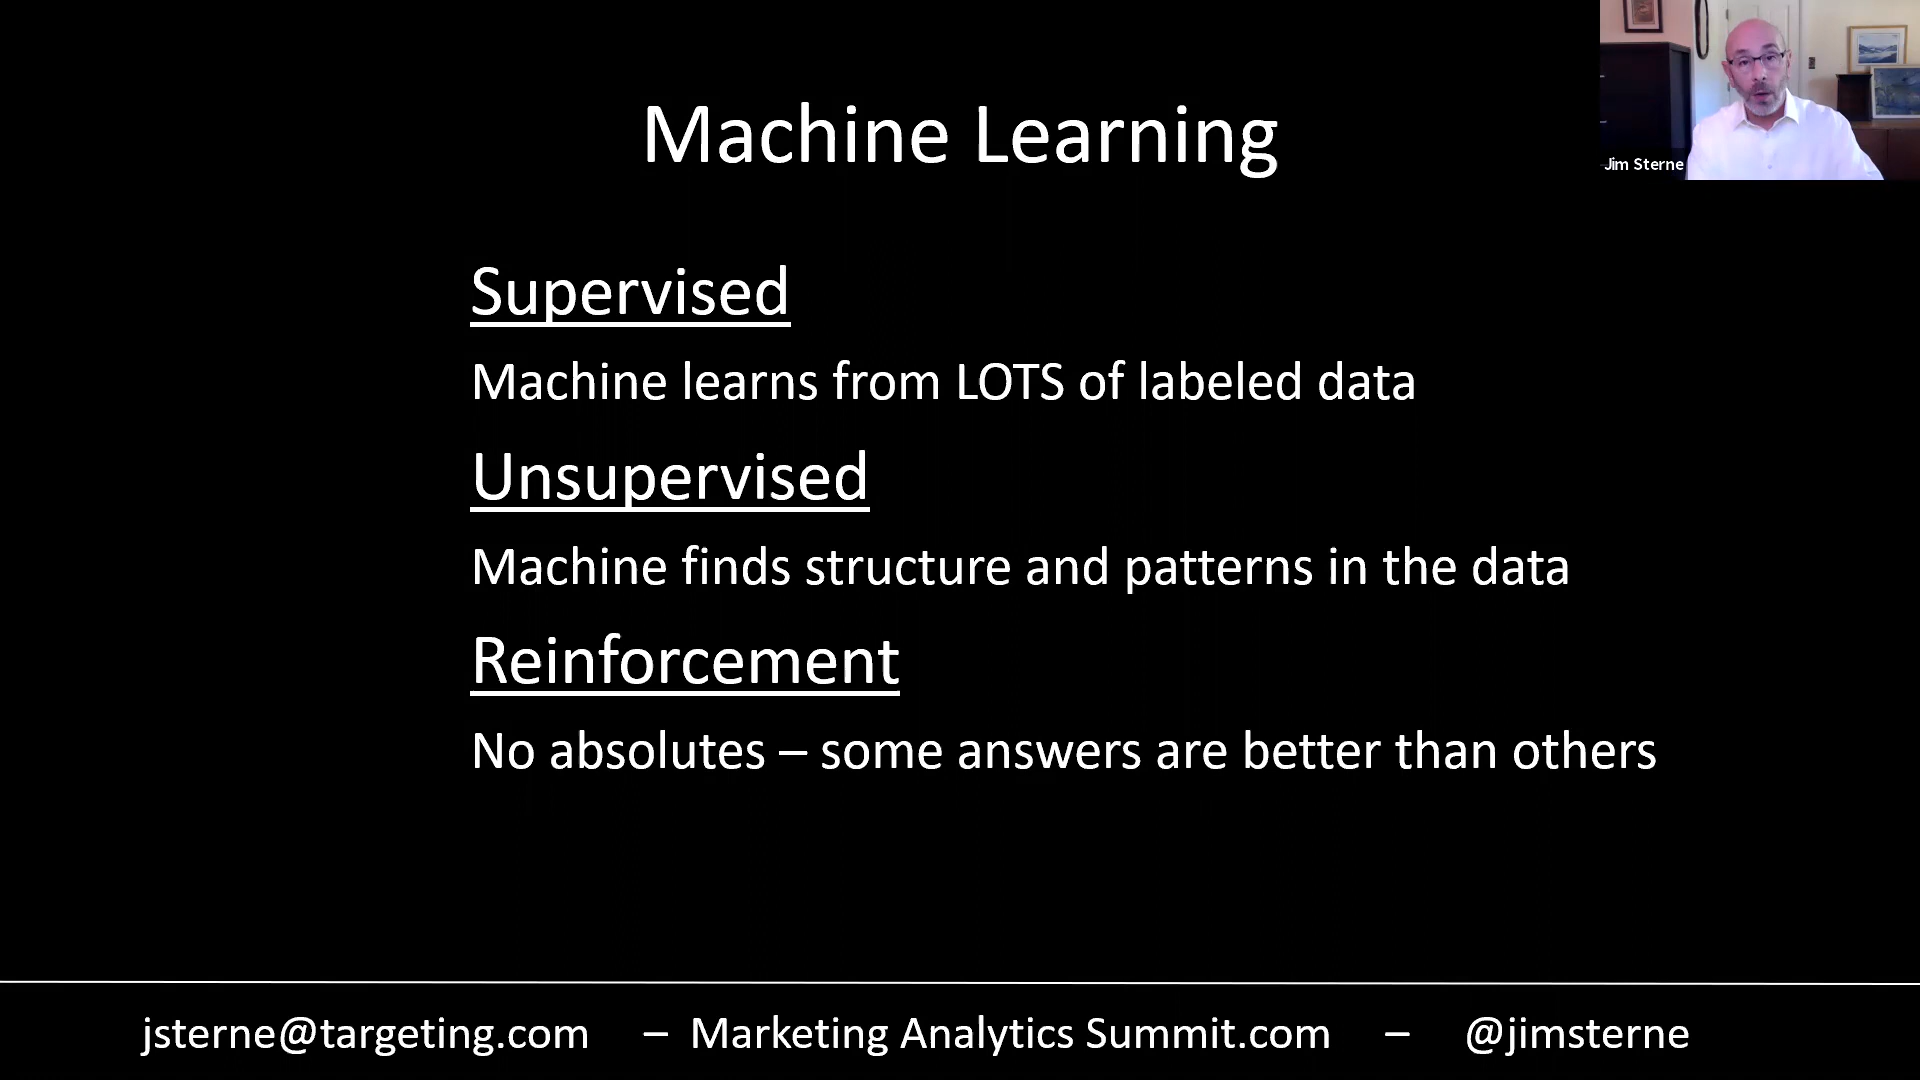 Machine Learning
Jim Sterne
Supervised
Machine learns from LOTS of labeled data
Unsupervised
Machine finds structure and patterns in the data
Reinforcement
No absolutes – some answers are better than others
jsterne@targeting.com – Marketing Analytics Summit.com – @jimsterne